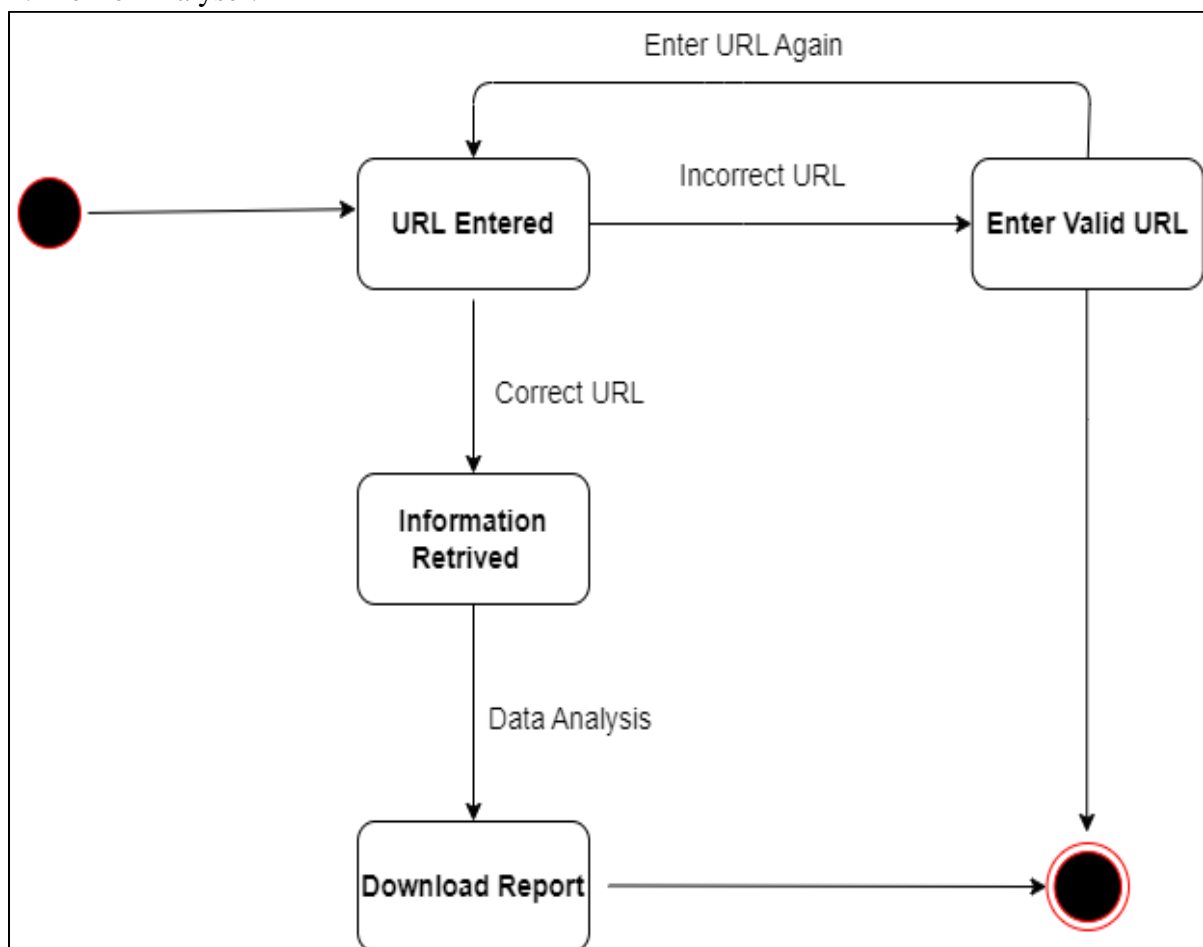 Enter URL Again
Incorrect URL
URL Entered
Enter Valid URL
Correct URL
Information
Retrived
Data Analysis
Download Report